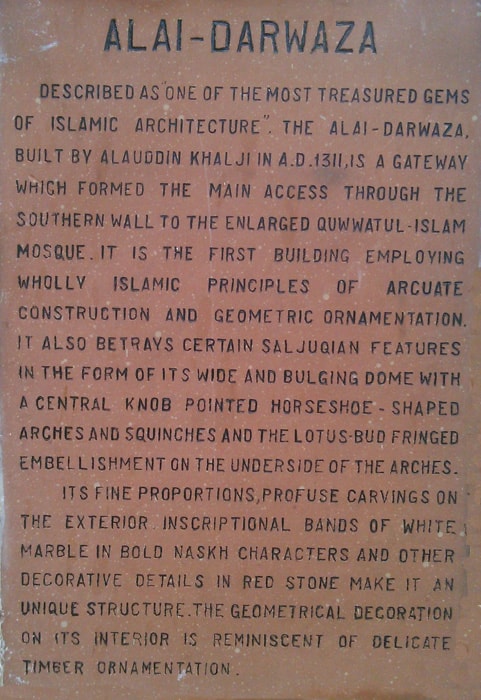 ALAI-DARWAZA
DESCRIBED AS "ONE OF THE MOST TREASURED GEMS
OF ISLAMIC ARCHITECTURE". THE ALAI-DARWAZA,
BUILT BY ALAUDDIN KHALJI IN A.D.1311,IS A GATEWAY
WHICH FORMED THE MAIN ACCESS THROUGH THE
SOUTHERN WALL TO THE ENLARGED QUWWATUL-ISLAM
MOSQUE. IT IS THE FIRST BUILDING EMPLOYING
WHOLLY ISLAMIC PRINCIPLES OF ARCUATE
CONSTRUCTION AND GEOMETRIC ORNAMENTATION.
IT ALSO BETRAYS CERTAIN SALJUQIAN FEATURES
IN THE FORM OF ITS WIDE AND BULGING DOME WITH
A CENTRAL KNOB POINTED HORSESHOE-SHAPED
ARCHES AND SQUINCHES AND THE LOTUS-BUD FRINGED
EMBELLISHMENT ON THE UNDERSIDE OF THE ARCHES.
ITS FINE PROPORTIONS,PROFUSE CARVINGS ON
THE EXTERIOR INSCRIPTIONAL BANDS OF WHITE
MARBLE IN BOLD NASKH CHARACTERS AND OTHER
DECORATIVE DETAILS IN RED STONE MAKE IT AN
UNIQUE STRUCTURE.THE GEOMETRICAL DECORATION
ON ITS INTERIOR IS REMINISCENT OF DELICATE
TIMBER ORNAMENTATION.